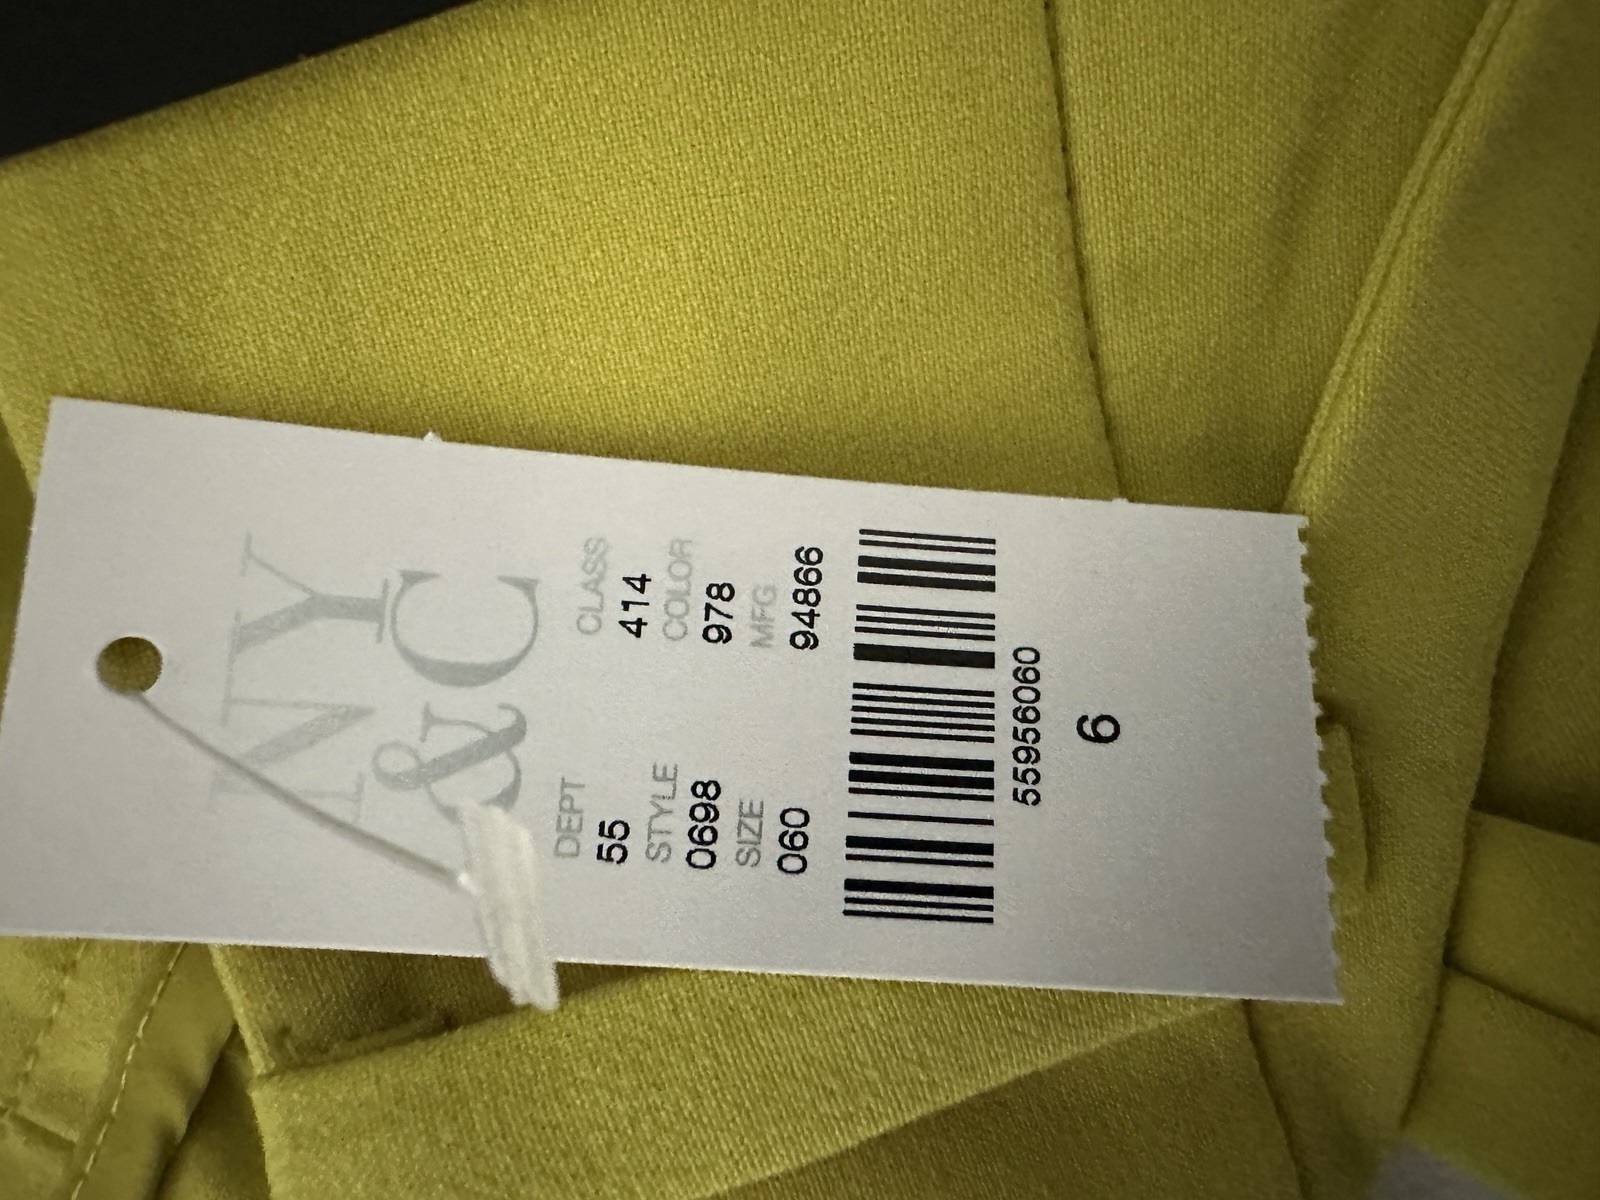 NY
&C
DEPT CLASS
55 414
STYLE COLOR
0698 978
SIZE MFG
060 94866
55956060
6